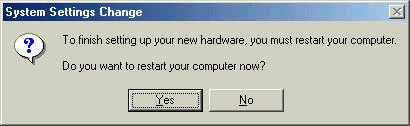 System Settings Change
To finish setting up your new hardware, you must restart your computer.
Do you want to restart your computer now?
Yes No